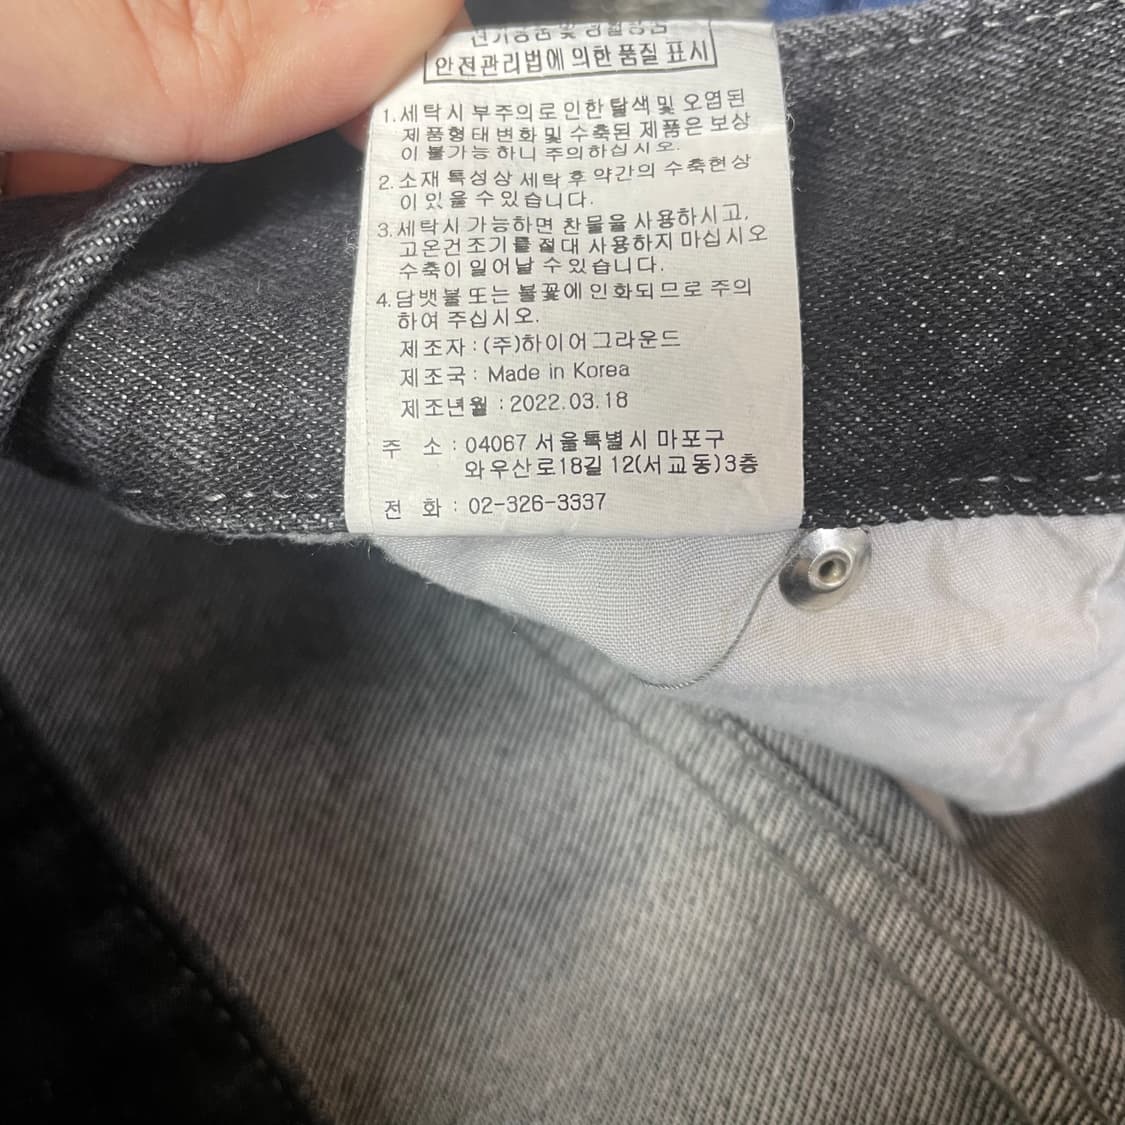 전기용품 및 생활용품
안전관리법에 의한 품질 표시
1. 세탁시 부주의로 인한 탈색 및 오염된
제품형태 변화 및 수축된 제품은 보상
이 불가능 하니 주의하십시오.
2. 소재 특성상 세탁 후 약간의 수축현상
이 있을 수 있습니다.
3. 세탁시 가능하면 찬물을 사용하시고,
고온건조기를 절대 사용하지 마십시오
수축이 일어날 수 있습니다.
4. 담뱃불 또는 불꽃에 인화되므로 주의
하여 주십시오.
제조자 : (주)하이어그라운드
제조국 : Made in Korea
제조년월 : 2022.03.18
주 소 : 04067 서울특별시 마포구
와우산로18길 12(서교동)3층
전 화 : 02-326-3337